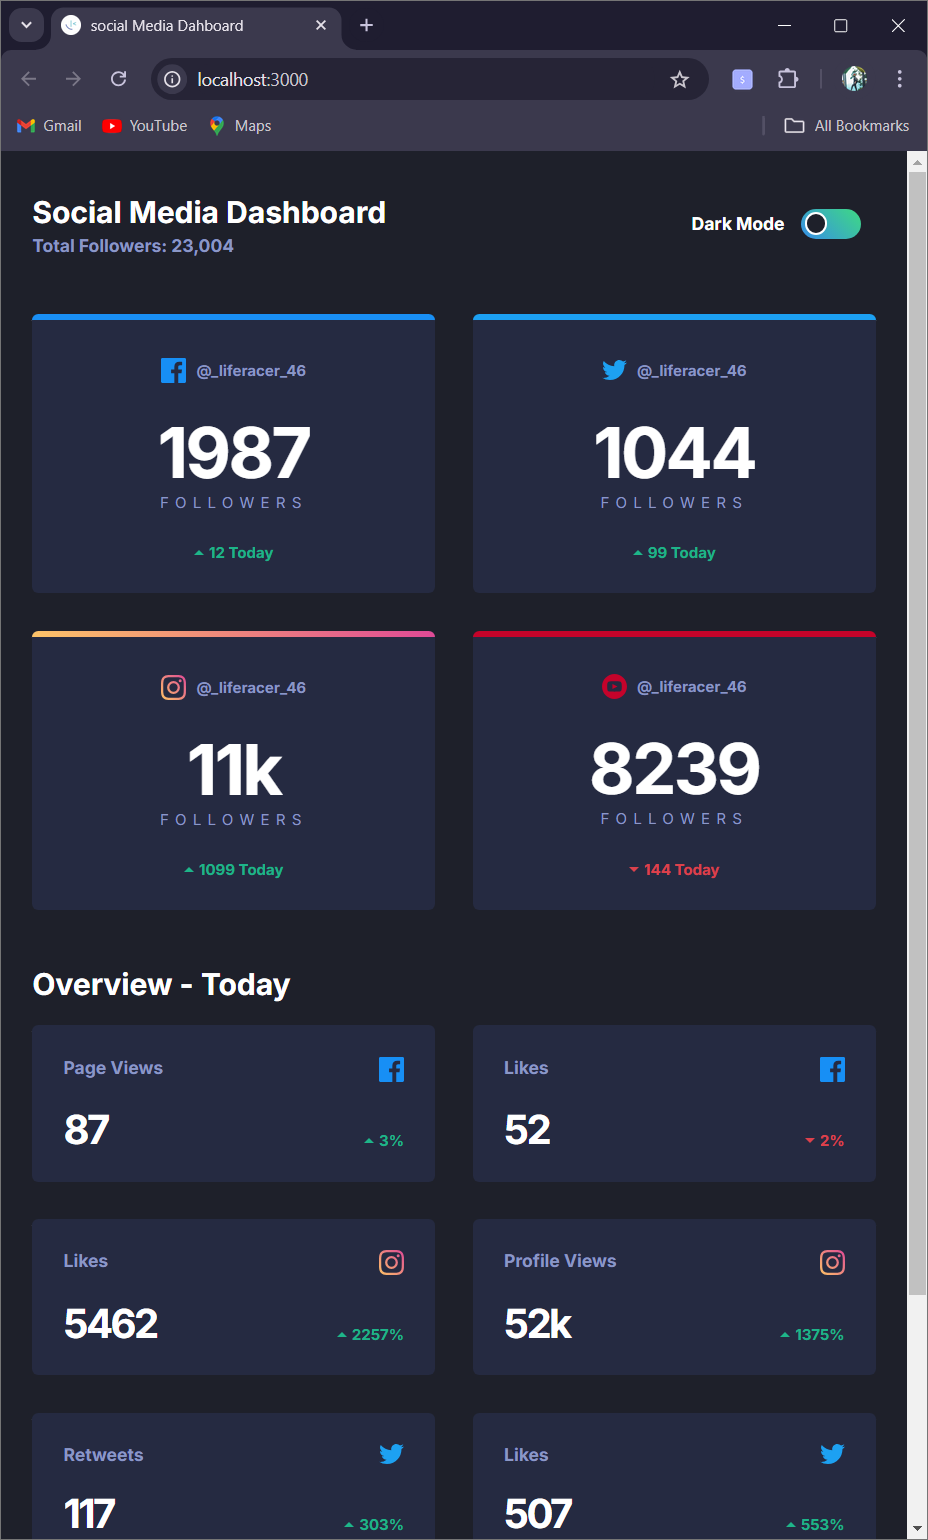 social Media Dahboard
localhost:3000
Gmail YouTube Maps All Bookmarks
Social Media Dashboard
Total Followers: 23,004
Dark Mode
@_liferacer_46
1987
FOLLOWERS
12 Today
@_liferacer_46
1044
FOLLOWERS
99 Today
@_liferacer_46
11k
FOLLOWERS
1099 Today
@_liferacer_46
8239
FOLLOWERS
144 Today
Overview - Today
Page Views
87
3%
Likes
52
2%
Likes
5462
2257%
Profile Views
52k
1375%
Retweets
117
303%
Likes
507
553%